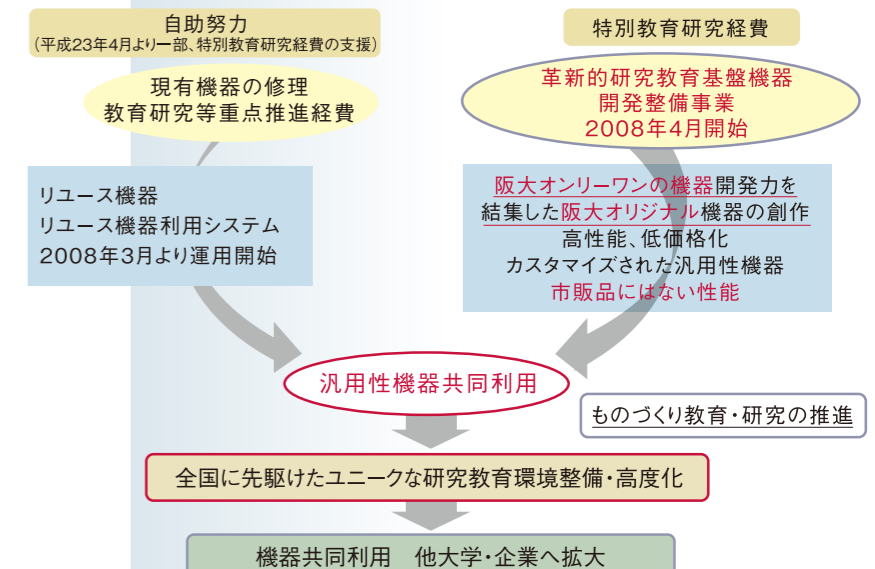 自助努力
（平成23年4月より一部、特別教育研究経費の支援）
現有機器の修理
教育研究等重点推進経費
リユース機器
リユース機器利用システム
2008年3月より運用開始
特別教育研究経費
革新的研究教育基盤機器
開発整備事業
2008年4月開始
阪大オンリーワンの機器開発力を
結集した阪大オリジナル機器の創作
高性能、低価格化
カスタマイズされた汎用性機器
市販品にはない性能
汎用性機器共同利用
ものづくり教育・研究の推進
全国に先駆けたユニークな研究教育環境整備・高度化
機器共同利用　他大学・企業へ拡大